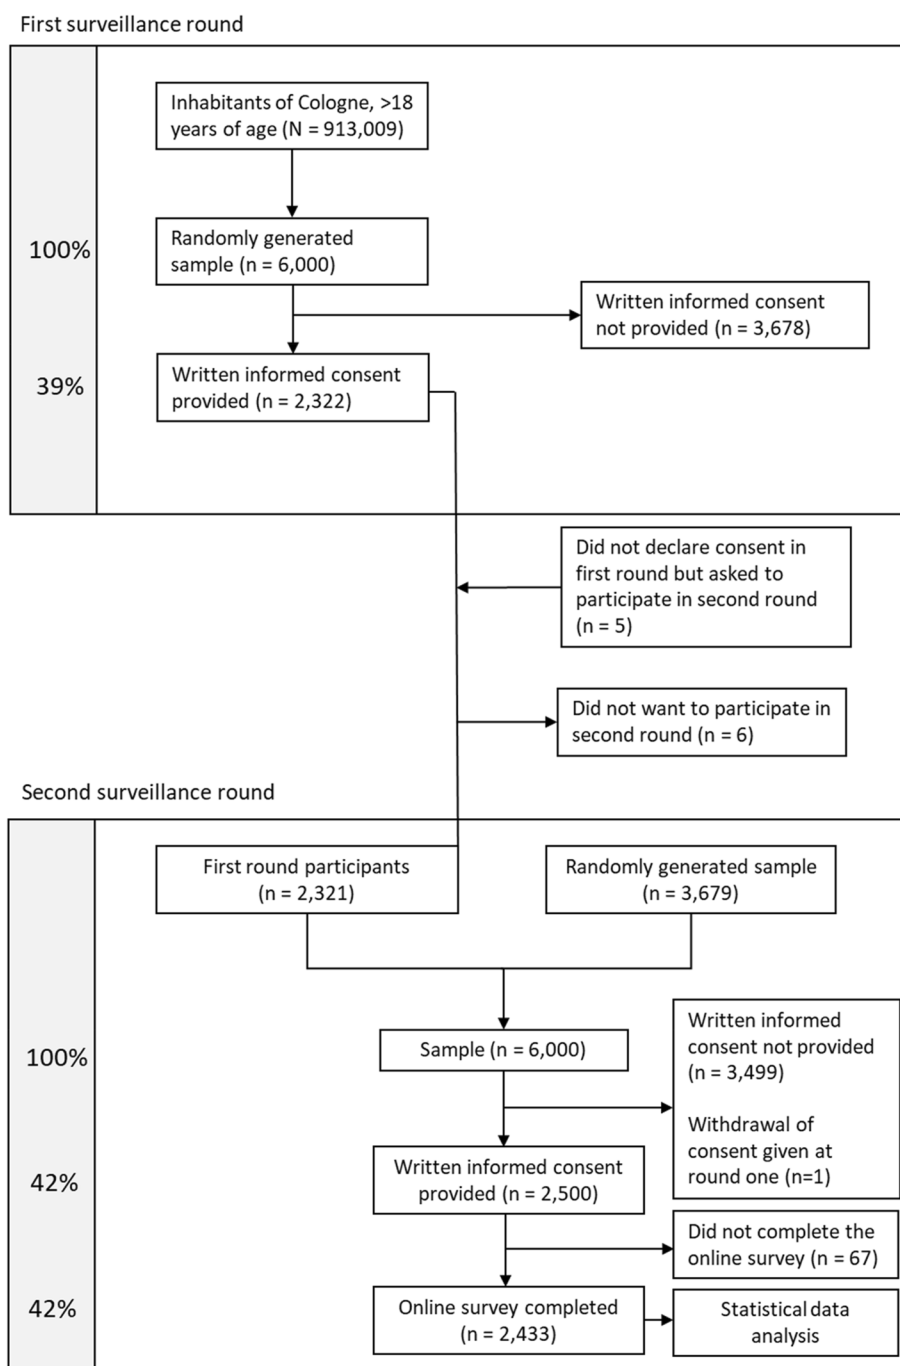 First surveillance round
Inhabitants of Cologne, >18
years of age (N = 913,009)
100%
Randomly generated
sample (n = 6,000)
Written informed consent
not provided (n = 3,678)
39%
Written informed consent
provided (n = 2,322)
Did not declare consent in
first round but asked to
participate in second round
(n = 5)
Did not want to participate in
second round (n = 6)
Second surveillance round
First round participants
(n = 2,321)
Randomly generated sample
(n = 3,679)
100%
Sample (n = 6,000)
Written informed
consent not provided
(n = 3,499)
Withdrawal of
consent given at
round one (n=1)
42%
Written informed consent
provided (n = 2,500)
Did not complete the
online survey (n = 67)
42%
Online survey completed
(n = 2,433)
Statistical data
analysis